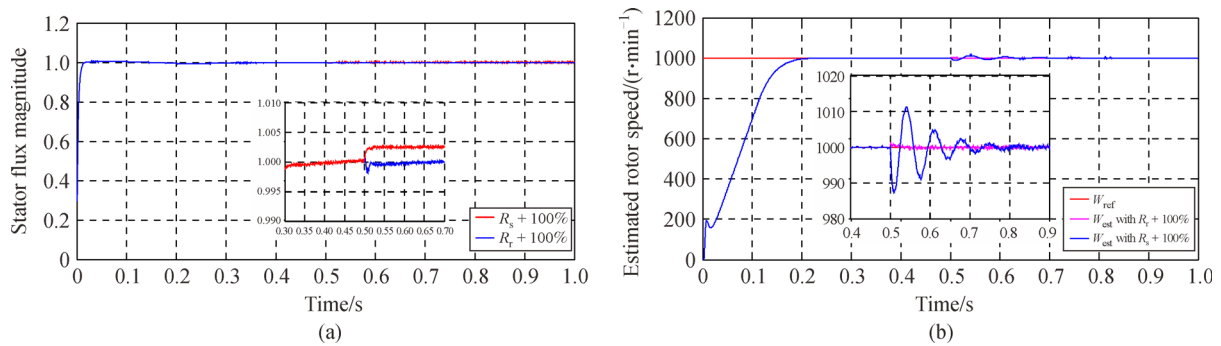 Stator flux magnitude
1.2
1.0
0.8
0.6
0.4
0.2
0
1.010
1.005
1.000
0.995
0.990
0.30 0.35 0.40 0.45 0.50 0.55 0.60 0.65 0.70
Rs + 100%
Rr + 100%
0.1 0.2 0.3 0.4 0.5 0.6 0.7 0.8 0.9 1.0
Time/s
(a)
Estimated rotor speed/(r·min−1)
1200
1000
800
600
400
200
0
1020
1010
1000
990
980
0.4 0.5 0.6 0.7 0.8 0.9
Wref
West with Rr + 100%
West with Rs + 100%
0 0.1 0.2 0.3 0.4 0.5 0.6 0.7 0.8 0.9 1.0
Time/s
(b)